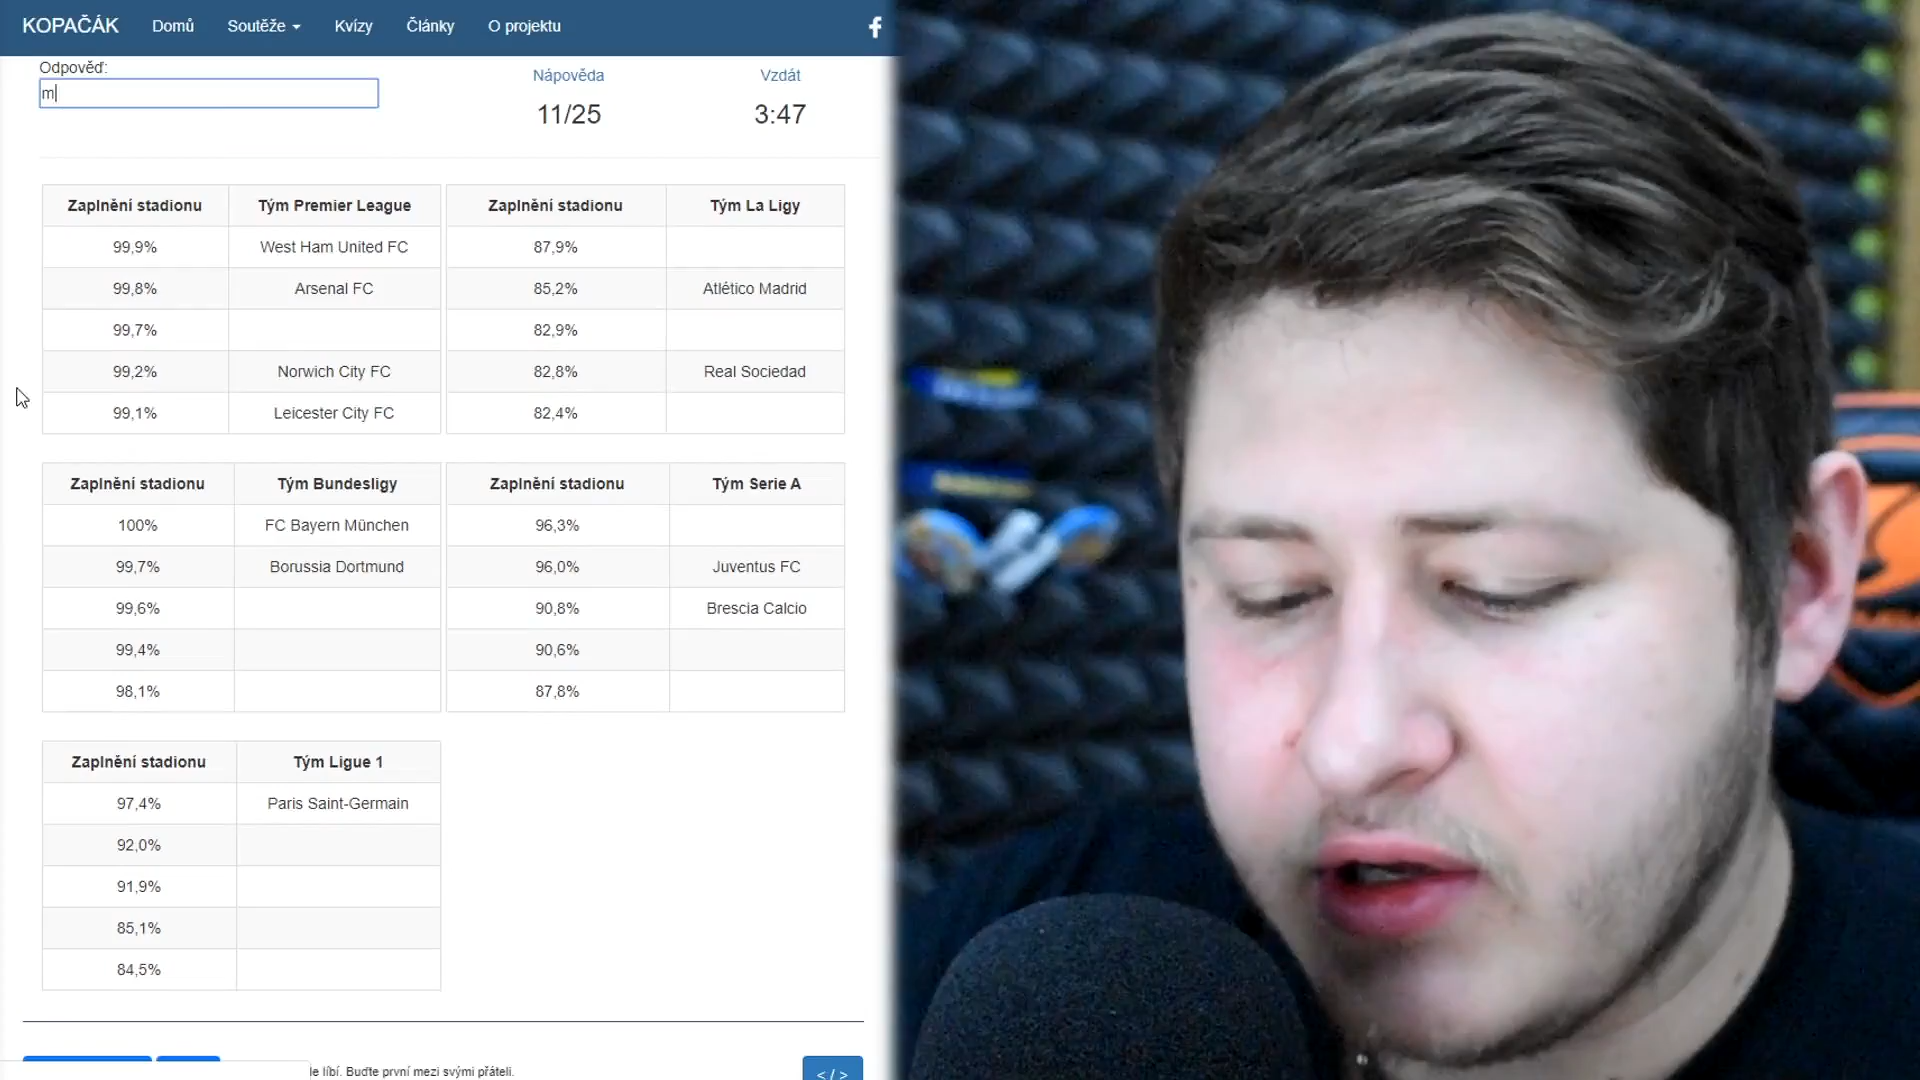 KOPAČÁK Domů Soutěže Kvízy Články O projektu
Odpověď:
m
Nápověda
11/25
Vzdát
3:47
Zaplnění stadionu Tým Premier League
99,9% West Ham United FC
99,8% Arsenal FC
99,7%
99,2% Norwich City FC
99,1% Leicester City FC
Zaplnění stadionu Tým La Ligy
87,9%
85,2% Atlético Madrid
82,9%
82,8% Real Sociedad
82,4%
Zaplnění stadionu Tým Bundesligy
100% FC Bayern München
99,7% Borussia Dortmund
99,6%
99,4%
98,1%
Zaplnění stadionu Tým Serie A
96,3%
96,0% Juventus FC
90,8% Brescia Calcio
90,6%
87,8%
Zaplnění stadionu Tým Ligue 1
97,4% Paris Saint-Germain
92,0%
91,9%
85,1%
84,5%
le líbí. Buďte první mezi svými přáteli.
</>